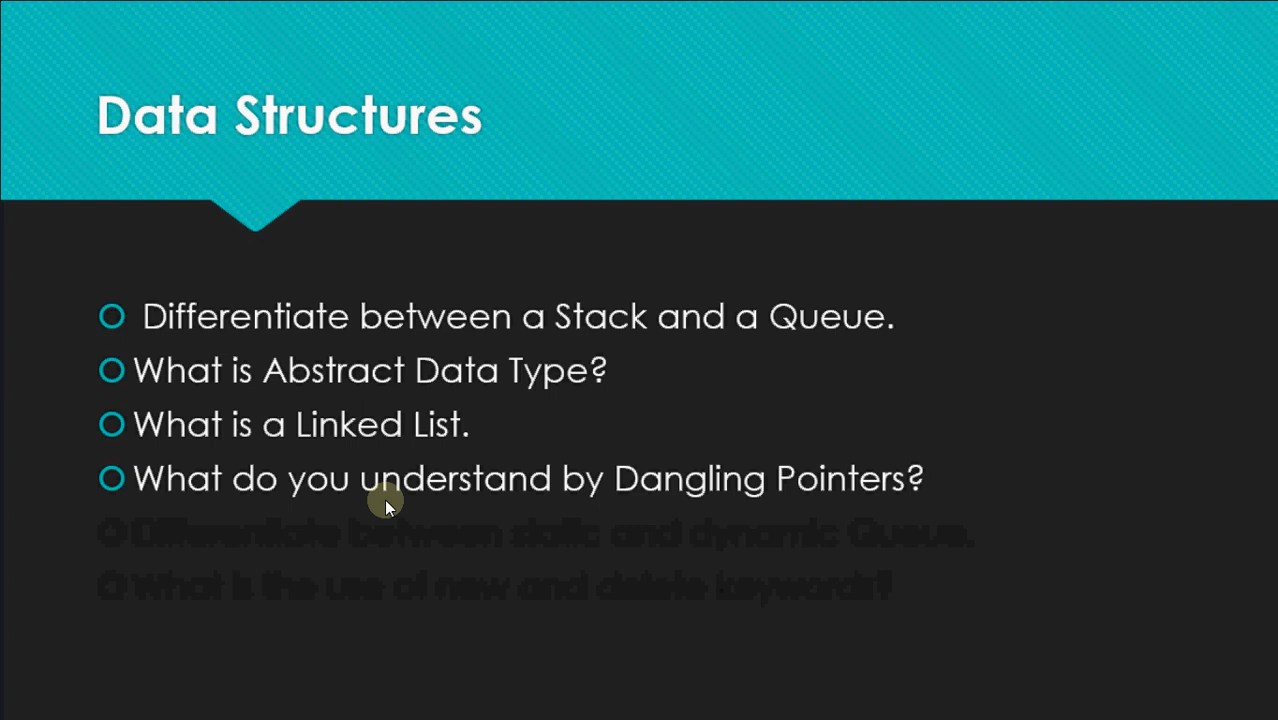 Data Structures
Differentiate between a Stack and a Queue.
What is Abstract Data Type?
What is a Linked List.
What do you understand by Dangling Pointers?
Differentiate between static and dynamic Queue.
What is the use of new and delete keywords?